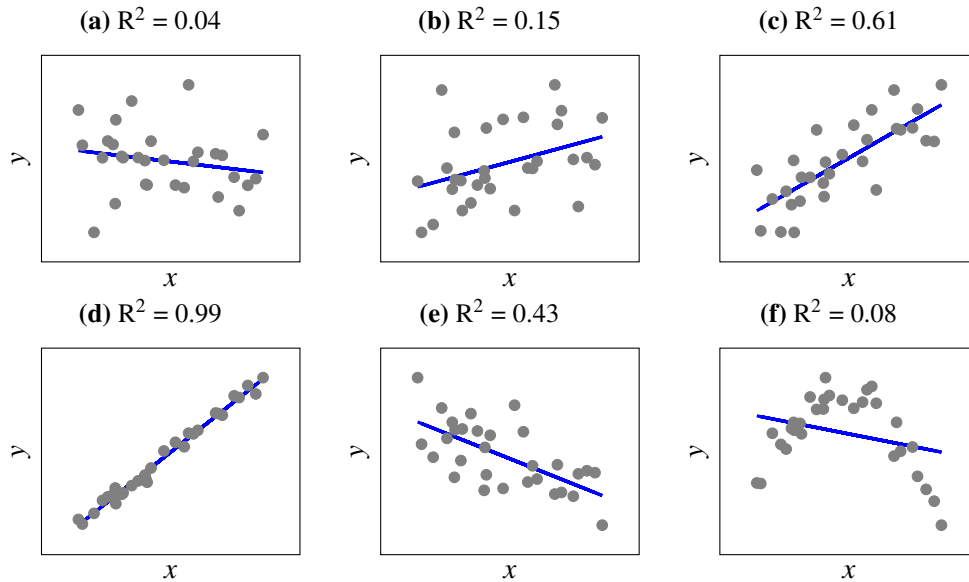 (a) R² = 0.04
(b) R² = 0.15
(c) R² = 0.61
y
y
y
x
x
x
(d) R² = 0.99
(e) R² = 0.43
(f) R² = 0.08
y
y
y
x
x
x